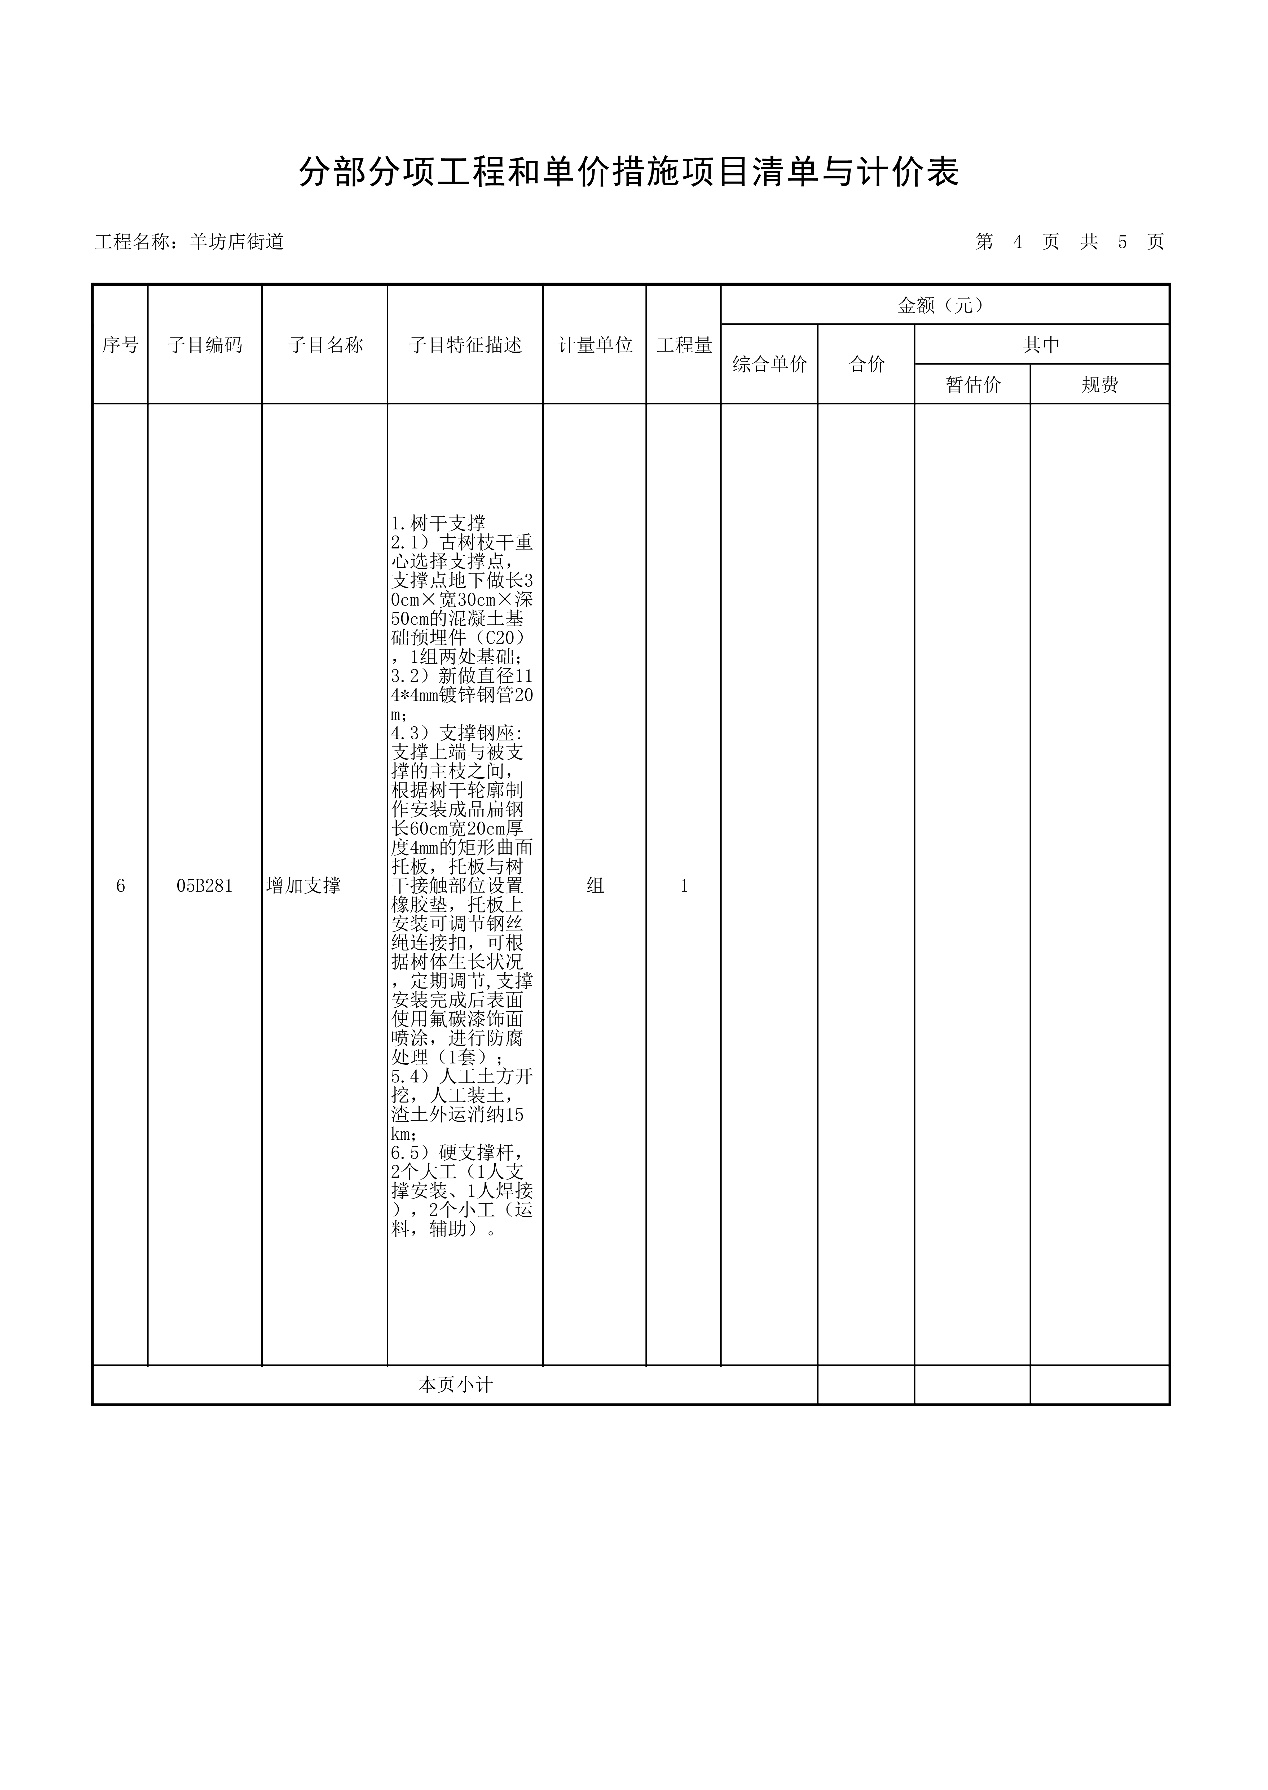 分部分项工程和单价措施项目清单与计价表
工程名称：羊坊店街道
第 4 页 共 5 页
金额（元）
序号 子目编码 子目名称 子目特征描述 计量单位 工程量
其中
综合单价 合价
暂估价 规费
1.树干支撑
2.1）古树枝干重
心选择支撑点，
支撑点地下做长3
0cm×宽30cm×深
50cm的混凝土基
础预埋件（C20）
，1组两处基础；
3.2）新做直径11
4*4mm镀锌钢管20
m；
4.3）支撑钢座:
支撑上端与被支
撑的主枝之间，
根据树干轮廓制
作安装成品扁钢
长60cm宽20cm厚
度4mm的矩形曲面
托板，托板与树
6 05B281 增加支撑 干接触部位设置 组 1
橡胶垫，托板上
安装可调节钢丝
绳连接扣，可根
据树体生长状况
，定期调节,支撑
安装完成后表面
使用氟碳漆饰面
喷涂，进行防腐
处理（1套）；
5.4）人工土方开
挖，人工装土，
渣土外运消纳15
km；
6.5）硬支撑杆，
2个大工（1人支
撑安装、1人焊接
），2个小工（运
料，辅助）。
本页小计